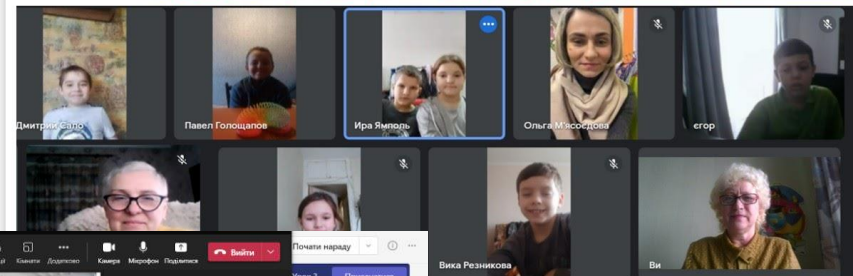 Дмитрий Сало
Павел Голощапов
Ира Ямполь
Ольга М'ясоєдова
єгор
Кімнати
Додатково
Камера
Мікрофон
Поділитися
Вийти
Почати нараду
Вика Резникова
Ви